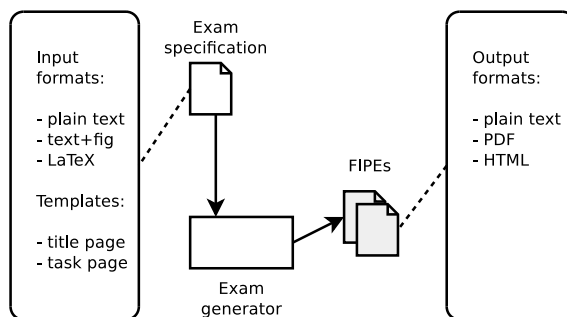 Exam
specification
Input
formats:
- plain text
- text+fig
- LaTeX
Templates:
- title page
- task page
Exam
generator
FIPEs
Output
formats:
- plain text
- PDF
- HTML